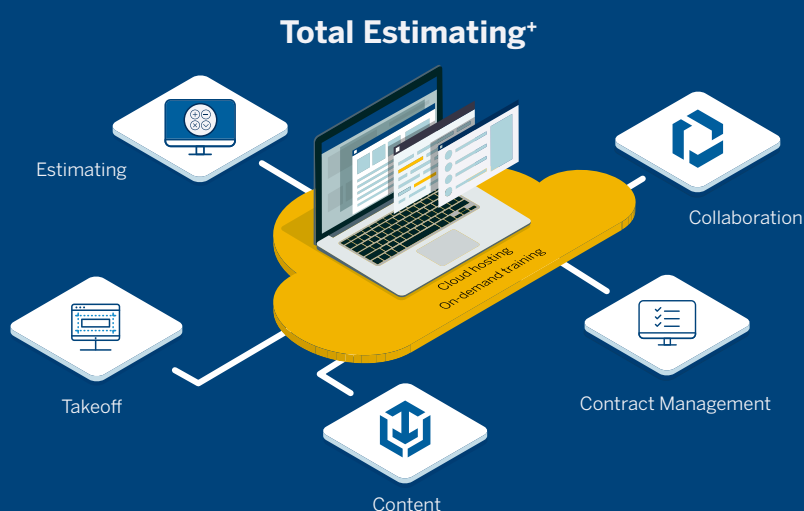 Total Estimating⁺
Estimating
Collaboration
Cloud hosting
On-demand training
Takeoff
Contract Management
Content